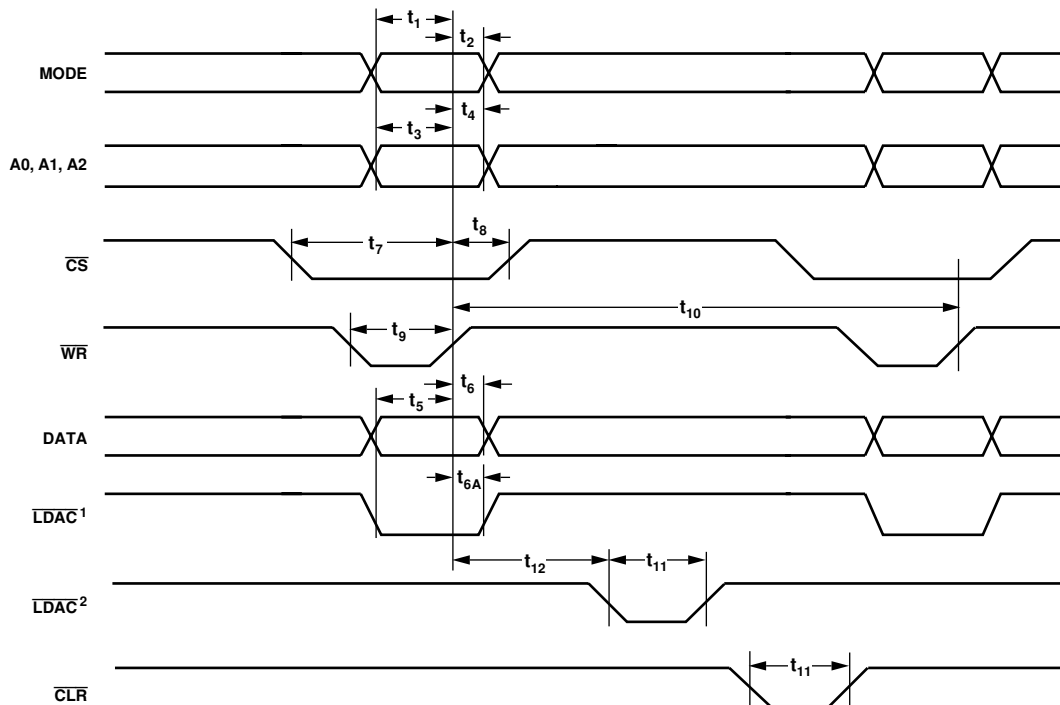 t1
t2
MODE
t4
t3
A0, A1, A2
t7
t8
CS
t10
t9
WR
t6
t5
DATA
t6A
LDAC1
t12
t11
LDAC2
t11
CLR